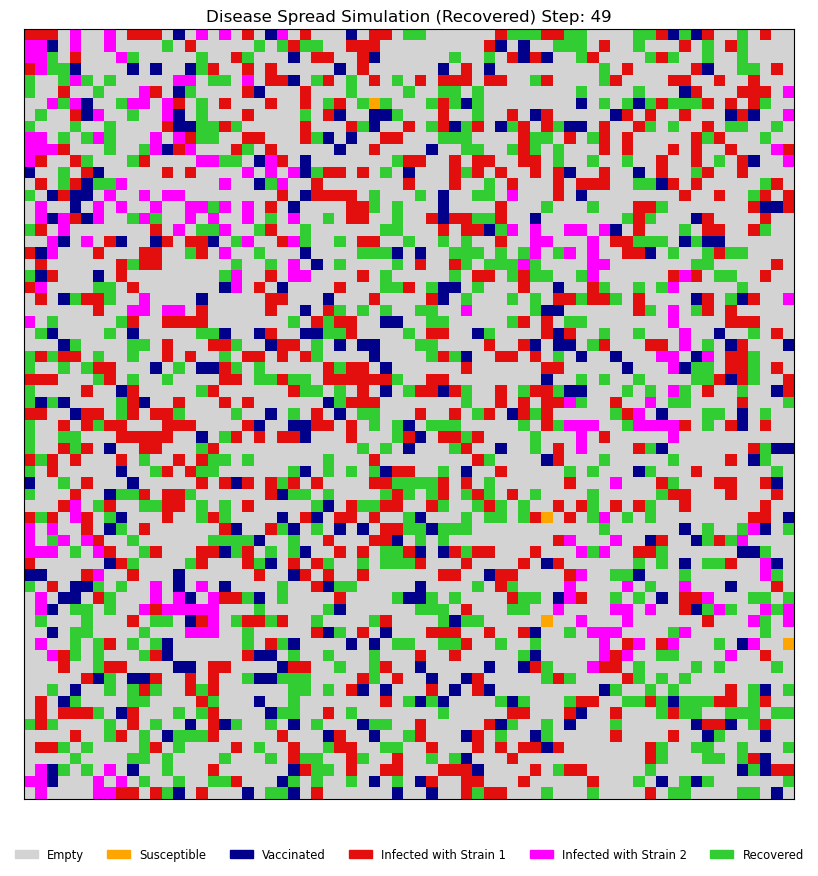 Disease Spread Simulation (Recovered) Step: 49
Empty Susceptible Vaccinated Infected with Strain 1 Infected with Strain 2 Recovered